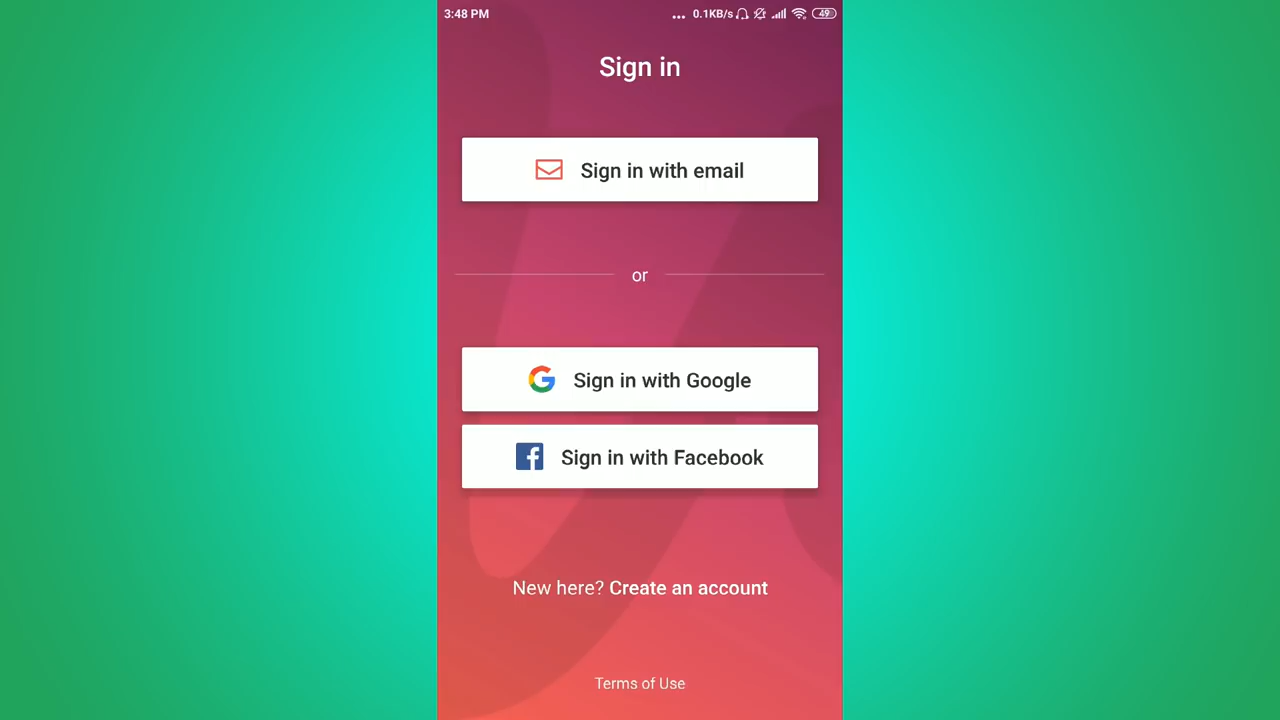 3:48 PM ... 0.1KB/s 49
Sign in
Sign in with email
or
Sign in with Google
Sign in with Facebook
New here? Create an account
Terms of Use